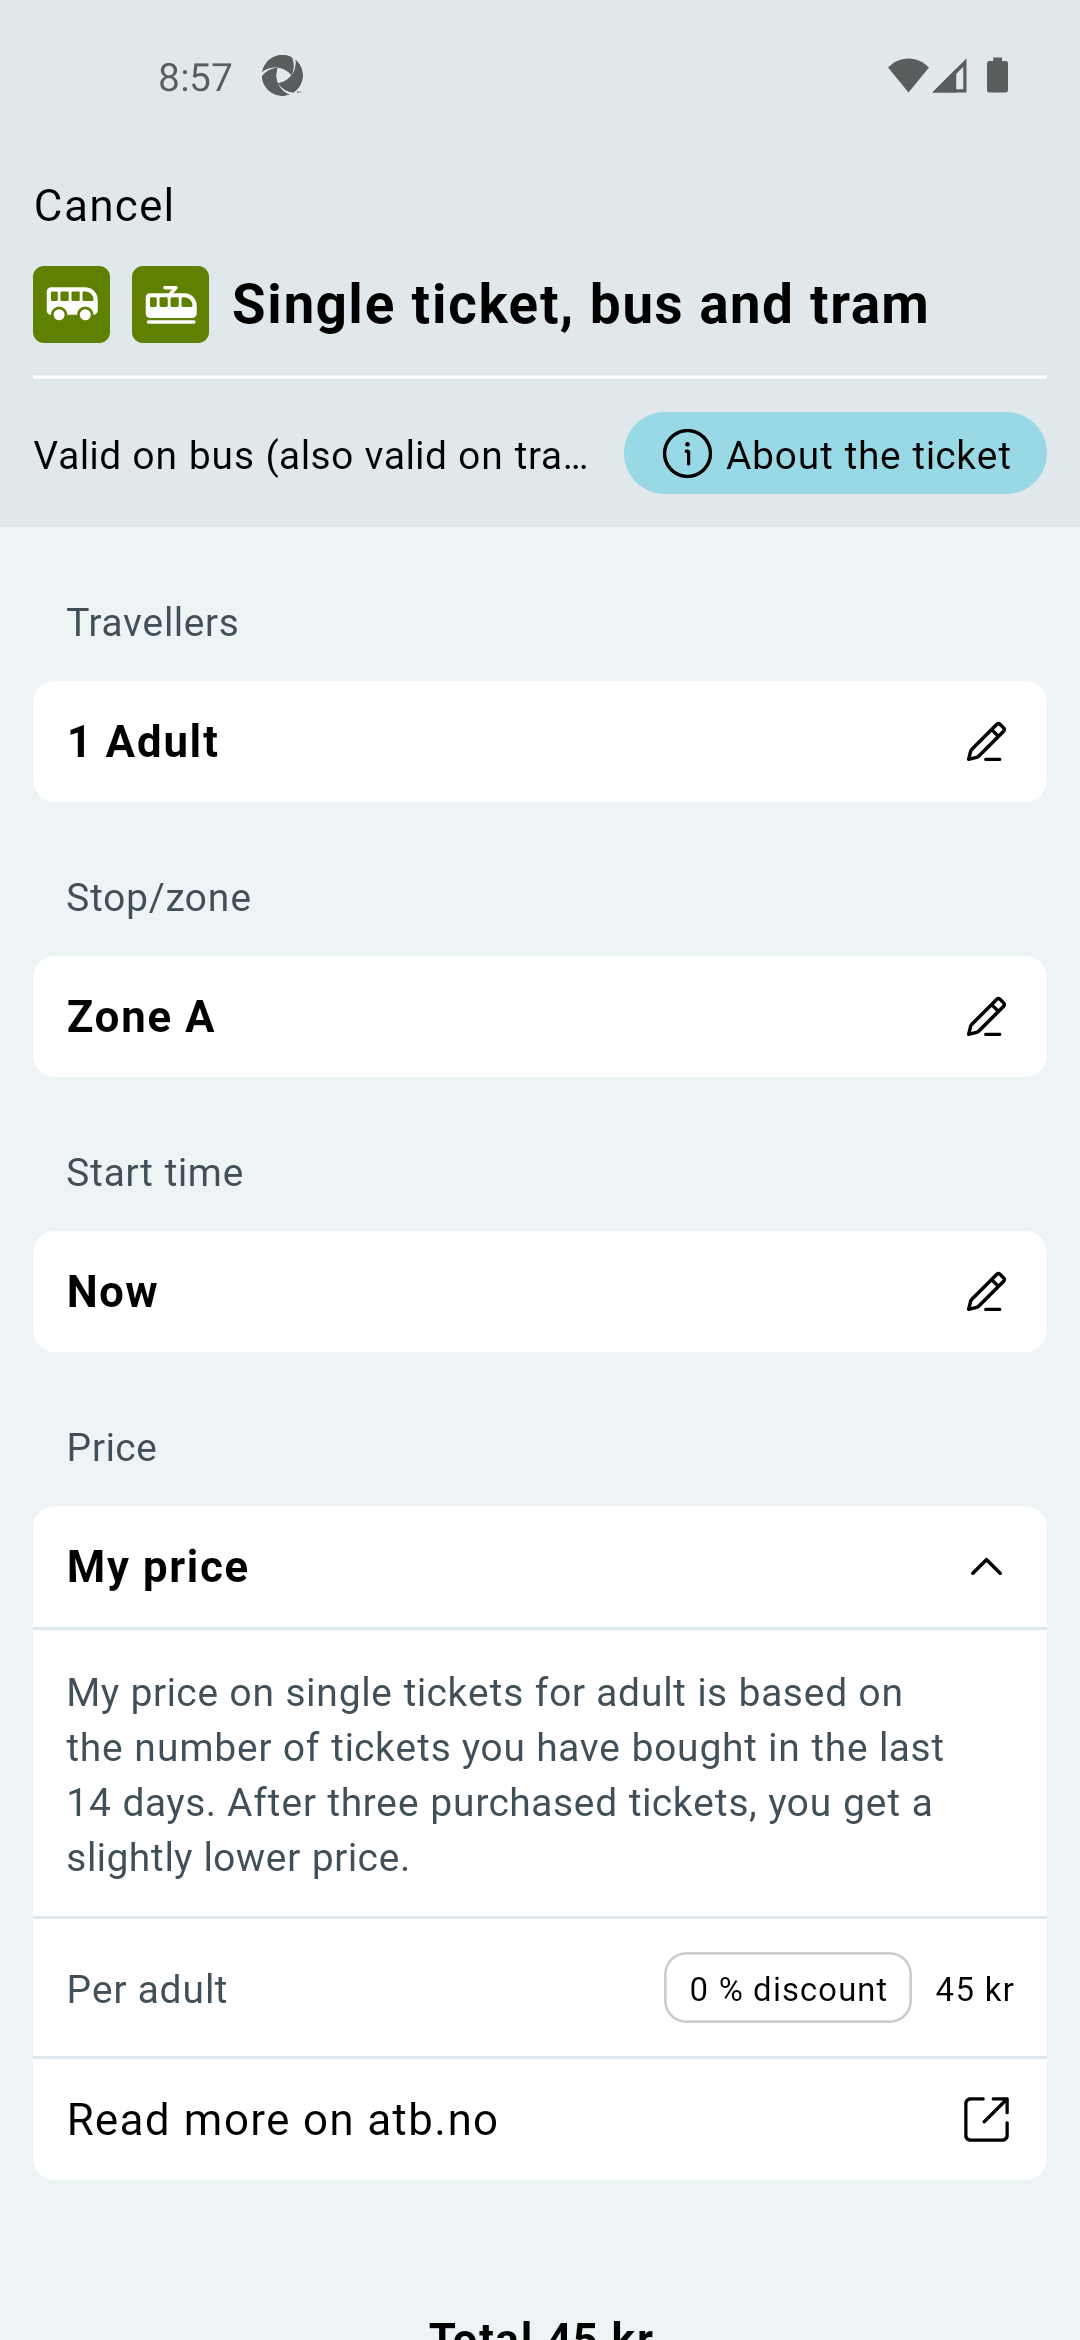 8:57
Cancel
Single ticket, bus and tram
Valid on bus (also valid on tra...
About the ticket
Travellers
1 Adult
Stop/zone
Zone A
Start time
Now
Price
My price
My price on single tickets for adult is based on
the number of tickets you have bought in the last
14 days. After three purchased tickets, you get a
slightly lower price.
Per adult
0 % discount
45 kr
Read more on atb.no
Total 45 kr